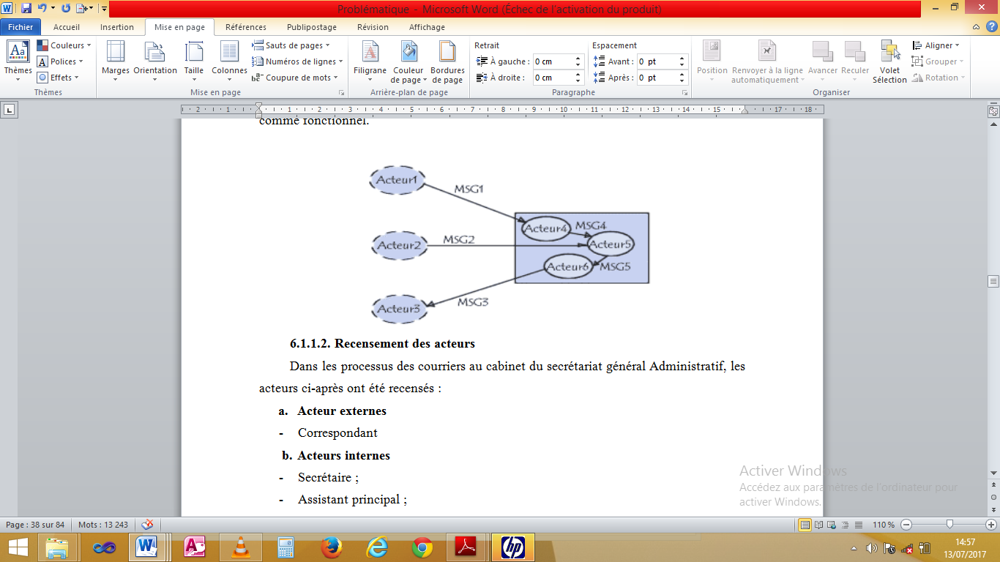 Problématique - Microsoft Word (Échec de l'activation du produit)
Fichier Accueil Insertion Mise en page Références Publipostage Révision Affichage
Thèmes
Couleurs
Polices
Effets
Thèmes
Marges Orientation Taille Colonnes
Sauts de pages
Numéros de lignes
Coupure de mots
Mise en page
Filigrane Couleur de page Bordures de page
Arrière-plan de page
Retrait
À gauche : 0 cm
À droite : 0 cm
Espacement
Avant : 0 pt
Après : 0 pt
Paragraphe
Position Renvoyer à la ligne automatiquement Avancer Reculer Volet Sélection
Aligner
Grouper
Rotation
Organiser
2 1 1 2 3 4 5 6 7 8 9 10 11 12 13 14 15 17 18
comme fonctionnel.
Acteur1
MSG1
Acteur4 MSG4
Acteur2 MSG2 Acteur5
Acteur6 MSG5
Acteur3 MSG3
6.1.1.2. Recensement des acteurs
Dans les processus des courriers au cabinet du secrétariat général Administratif, les
acteurs ci-après ont été recensés :
a. Acteur externes
- Correspondant
b. Acteurs internes
- Secrétaire ;
- Assistant principal ;
Activer Windows
Accédez aux paramètres de l'ordinateur pour
activer Windows.
Page : 38 sur 84 Mots : 13 243 110 %
14:57
13/07/2017